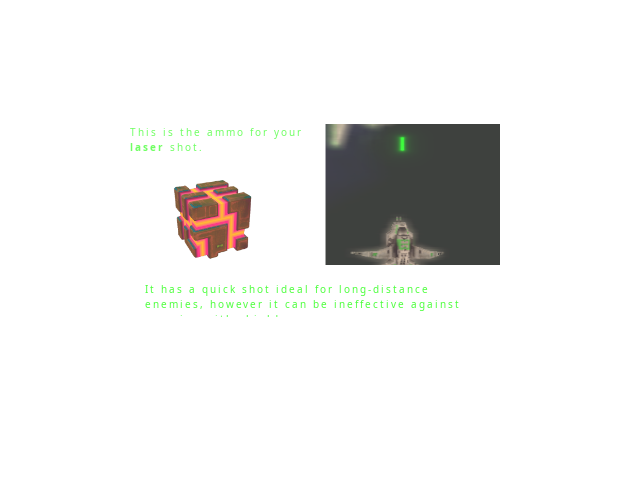 This is the ammo for your
laser shot.
It has a quick shot ideal for long-distance
enemies, however it can be ineffective against